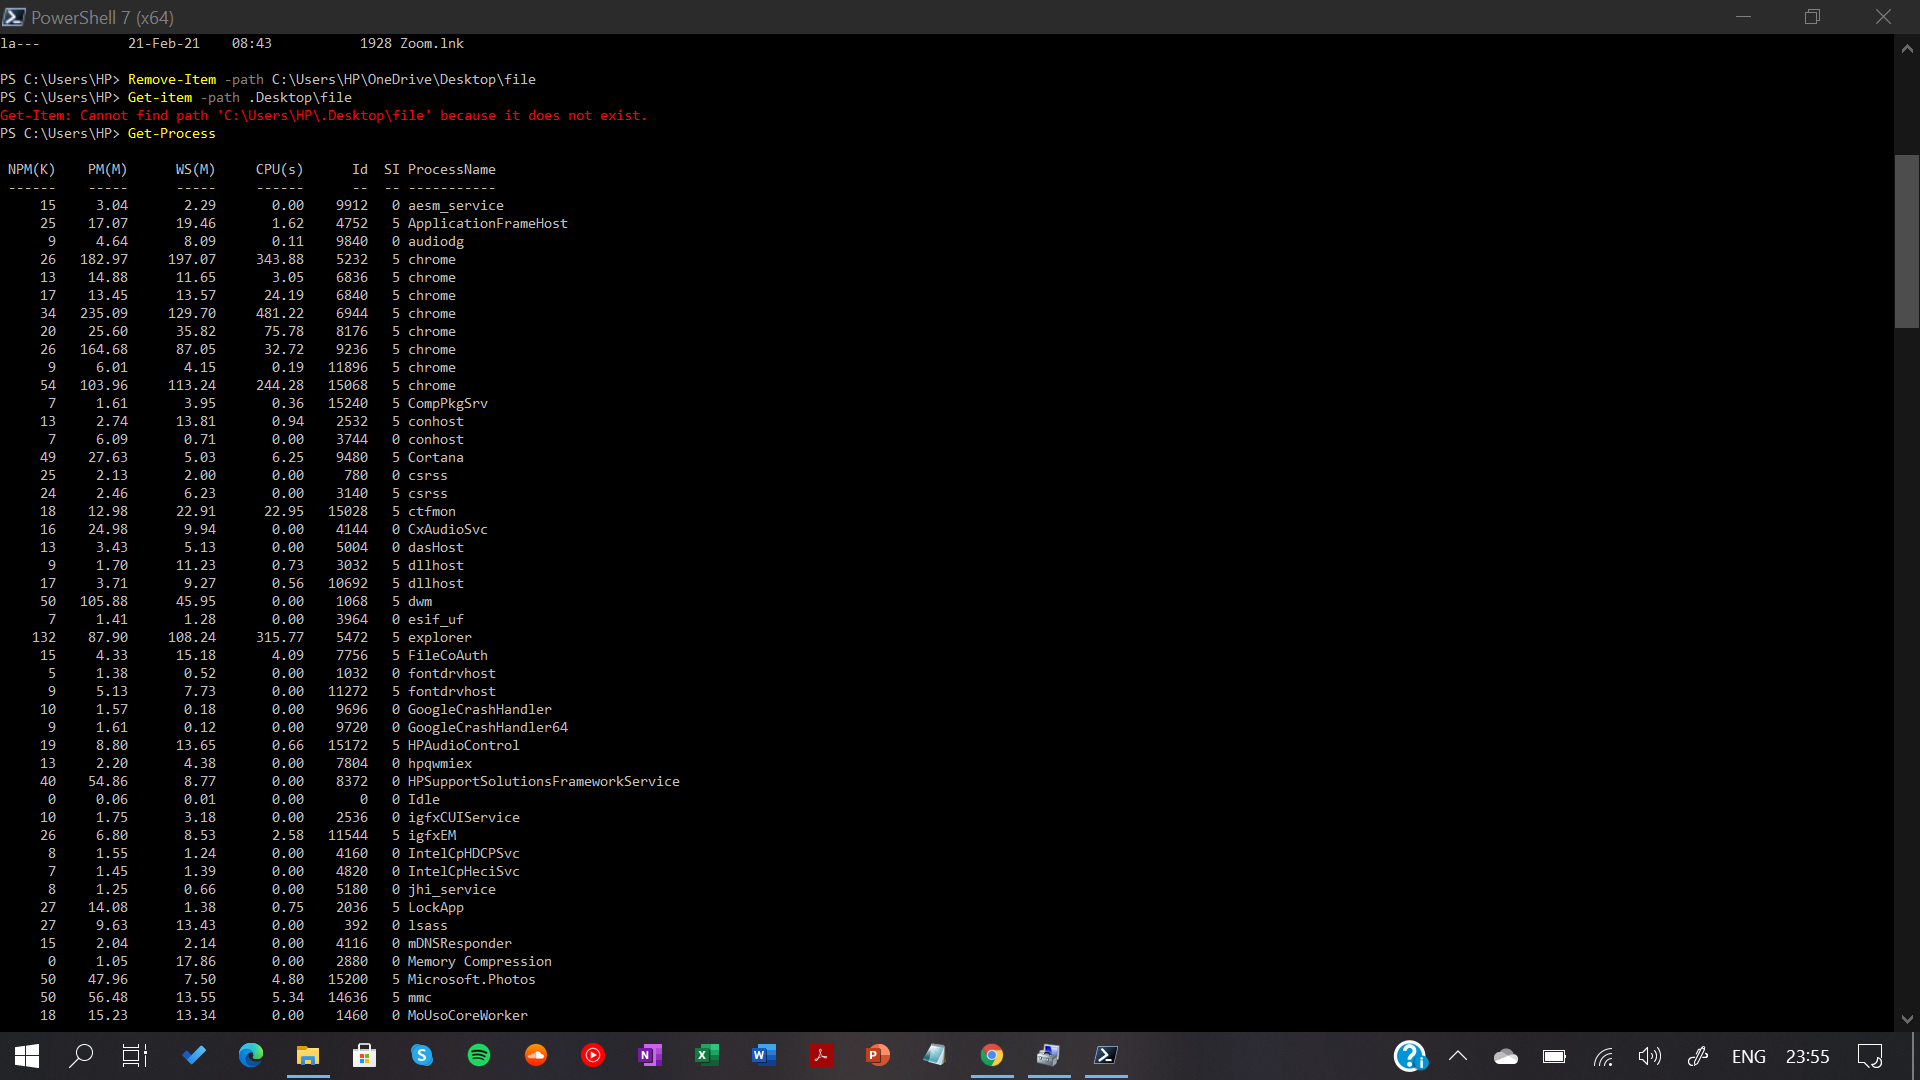 PowerShell 7 (x64)
la---           21-Feb-21    08:43           1928 Zoom.lnk
PS C:\Users\HP> Remove-Item -path C:\Users\HP\OneDrive\Desktop\file
PS C:\Users\HP> Get-item -path .Desktop\file
Get-Item: Cannot find path 'C:\Users\HP\.Desktop\file' because it does not exist.
PS C:\Users\HP> Get-Process
NPM(K)    PM(M)      WS(M)     CPU(s)      Id  SI ProcessName
------    -----      -----     ------      --  -- -----------
15     3.04       2.29       0.00    9912   0 aesm_service
25    17.07      19.46       1.62    4752   5 ApplicationFrameHost
9     4.64       8.09       0.11    9840   0 audiodg
26   182.97     197.07     343.88    5232   5 chrome
13    14.88      11.65       3.05    6836   5 chrome
17    13.45      13.57      24.19    6840   5 chrome
34   235.09     129.70     481.22    6944   5 chrome
20    25.60      35.82      75.78    8176   5 chrome
26   164.68      87.05      32.72    9236   5 chrome
9     6.01       4.15       0.19   11896   5 chrome
54   103.96     113.24     244.28   15068   5 chrome
7     1.61       3.95       0.36   15240   5 CompPkgSrv
13     2.74      13.81       0.94    2532   5 conhost
7     6.09       0.71       0.00    3744   0 conhost
49    27.63       5.03       6.25    9480   5 Cortana
25     2.13       2.00       0.00     780   0 csrss
24     2.46       6.23       0.00    3140   5 csrss
18    12.98      22.91      22.95   15028   5 ctfmon
16    24.98       9.94       0.00    4144   0 CxAudioSvc
13     3.43       5.13       0.00    5004   0 dasHost
9     1.70      11.23       0.73    3032   5 dllhost
17     3.71       9.27       0.56   10692   5 dllhost
50   105.88      45.95       0.00    1068   5 dwm
7     1.41       1.28       0.00    3964   0 esif_uf
132    87.90     108.24     315.77    5472   5 explorer
15     4.33      15.18       4.09    7756   5 FileCoAuth
5     1.38       0.52       0.00    1032   0 fontdrvhost
9     5.13       7.73       0.00   11272   5 fontdrvhost
10     1.57       0.18       0.00    9696   0 GoogleCrashHandler
9     1.61       0.12       0.00    9720   0 GoogleCrashHandler64
19     8.80      13.65       0.66   15172   5 HPAudioControl
13     2.20       4.38       0.00    7804   0 hpqwmiex
40    54.86       8.77       0.00    8372   0 HPSupportSolutionsFrameworkService
0     0.06       0.01       0.00       0   0 Idle
10     1.75       3.18       0.00    2536   0 igfxCUIService
26     6.80       8.53       2.58   11544   5 igfxEM
8     1.55       1.24       0.00    4160   0 IntelCpHDCPSvc
7     1.45       1.39       0.00    4820   0 IntelCpHeciSvc
8     1.25       0.66       0.00    5180   0 jhi_service
27    14.08       1.38       0.75    2036   5 LockApp
27     9.63      13.43       0.00     392   0 lsass
15     2.04       2.14       0.00    4116   0 mDNSResponder
0     1.05      17.86       0.00    2880   0 Memory Compression
50    47.96       7.50       4.80   15200   5 Microsoft.Photos
50    56.48      13.55       5.34   14636   5 mmc
18    15.23      13.34       0.00    1460   0 MoUsoCoreWorker
ENG 23:55